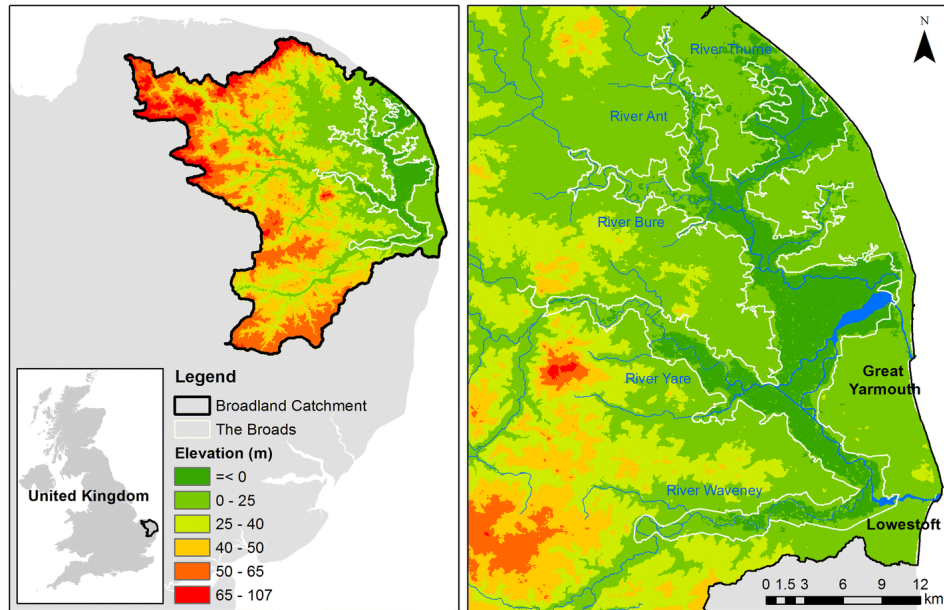 Legend
Broadland Catchment
The Broads
Elevation (m)
=< 0
0 - 25
25 - 40
40 - 50
50 - 65
65 - 107
United Kingdom
N
River Thurne
River Ant
River Bure
River Yare
Great
Yarmouth
River Waveney
Lowestoft
0 1.5 3 6 9 12
km